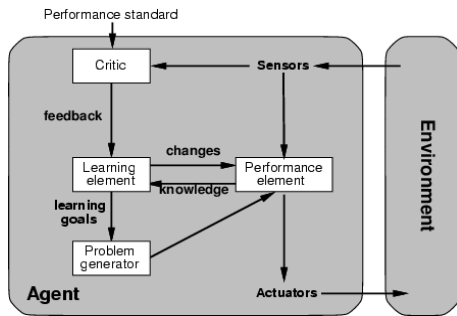 Performance standard
Critic
Sensors
feedback
changes
Learning
element
knowledge
Performance
element
learning
goals
Problem
generator
Agent
Actuators
Environment